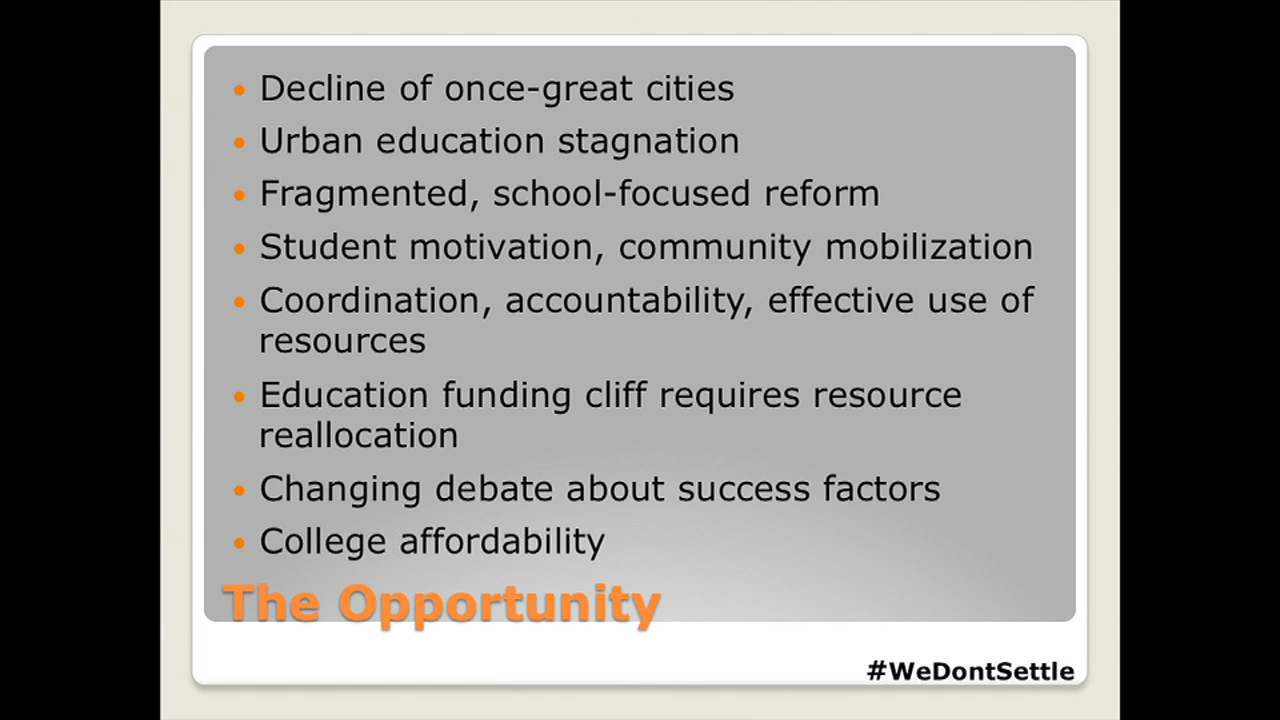 Decline of once-great cities
Urban education stagnation
Fragmented, school-focused reform
Student motivation, community mobilization
Coordination, accountability, effective use of
resources
Education funding cliff requires resource
reallocation
Changing debate about success factors
College affordability
The Opportunity
#WeDontSettle